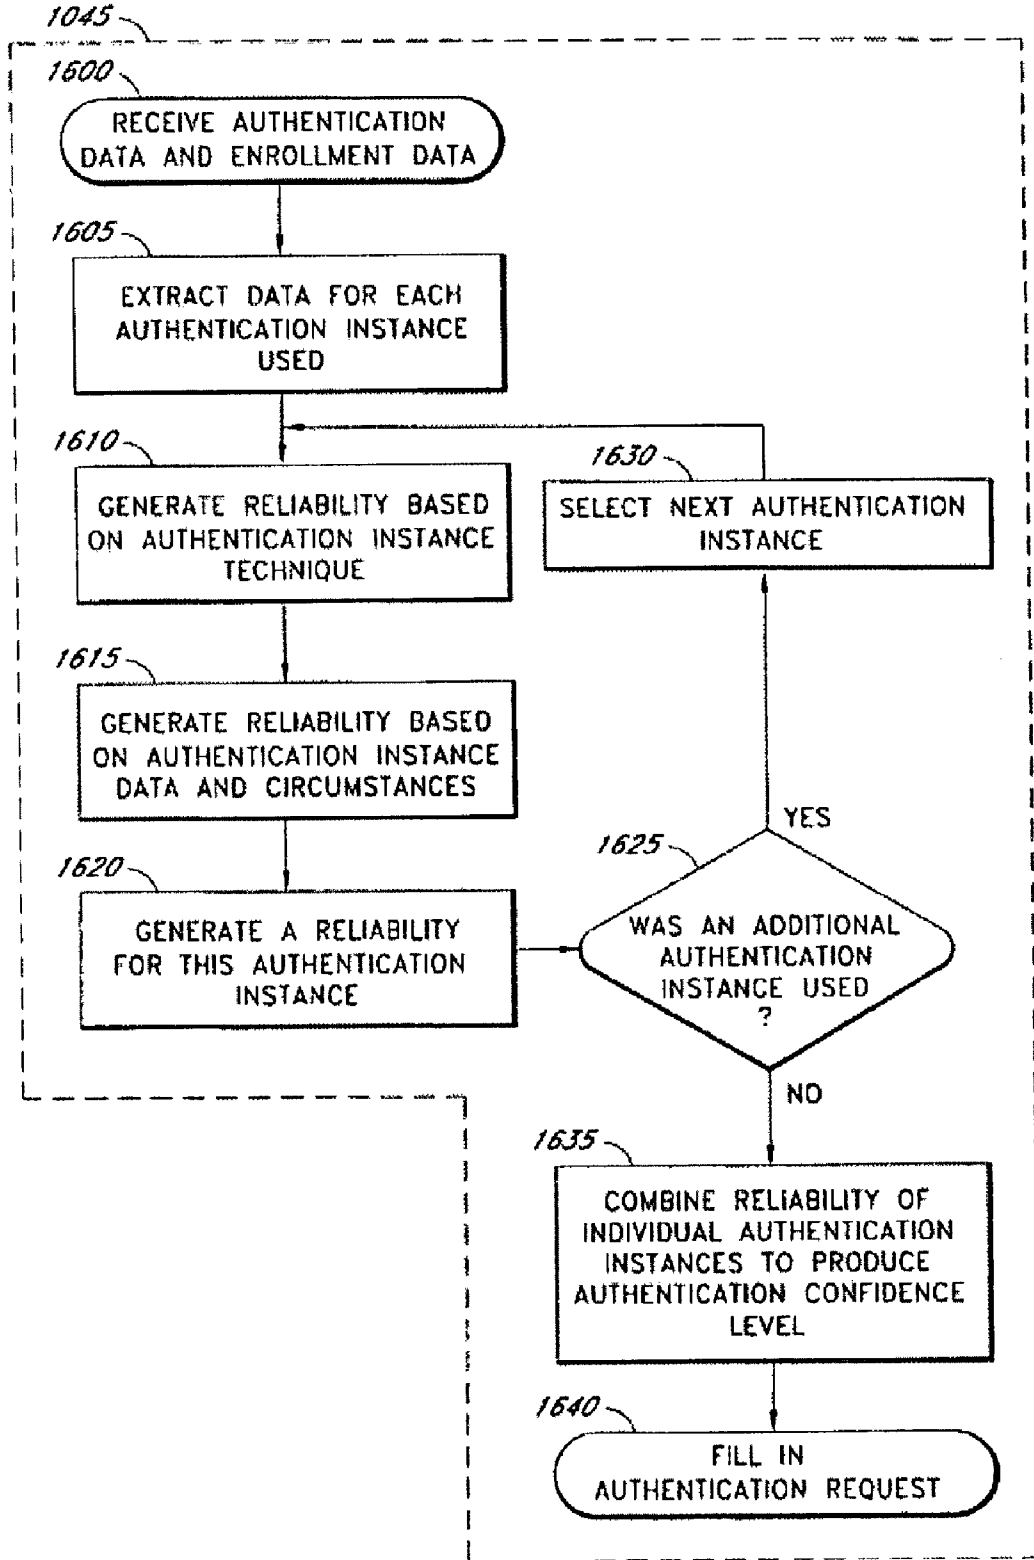 1045
1600
RECEIVE AUTHENTICATION
DATA AND ENROLLMENT DATA
1605
EXTRACT DATA FOR EACH
AUTHENTICATION INSTANCE
USED
1610
GENERATE RELIABILITY BASED
ON AUTHENTICATION INSTANCE
TECHNIQUE
1630
SELECT NEXT AUTHENTICATION
INSTANCE
1615
GENERATE RELIABILITY BASED
ON AUTHENTICATION INSTANCE
DATA AND CIRCUMSTANCES
1620
GENERATE A RELIABILITY
FOR THIS AUTHENTICATION
INSTANCE
YES
1625
WAS AN ADDITIONAL
AUTHENTICATION
INSTANCE USED
?
NO
1635
COMBINE RELIABILITY OF
INDIVIDUAL AUTHENTICATION
INSTANCES TO PRODUCE
AUTHENTICATION CONFIDENCE
LEVEL
1640
FILL IN
AUTHENTICATION REQUEST